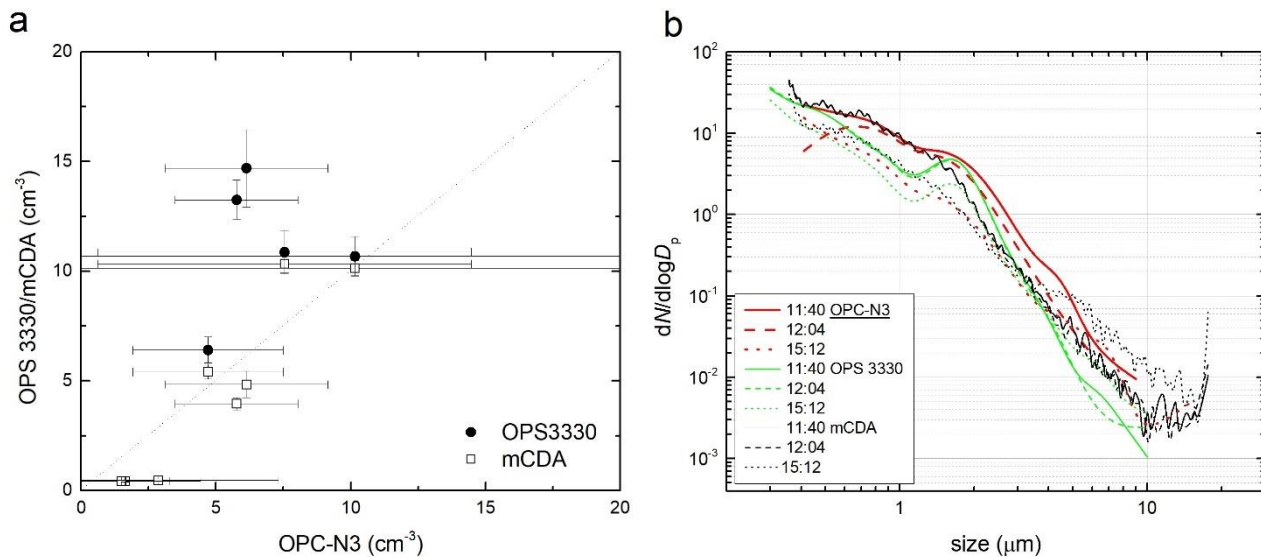 a
20
15
10
5
0
OPS 3330/mCDA (cm⁻³)
OPS3330
mCDA
0 5 10 15 20
OPC-N3 (cm⁻³)
b
10²
10¹
10⁰
10⁻¹
10⁻²
10⁻³
dN/dlogDₚ
11:40 OPC-N3
12:04
15:12
11:40 OPS 3330
12:04
15:12
11:40 mCDA
12:04
15:12
1 10
size (μm)